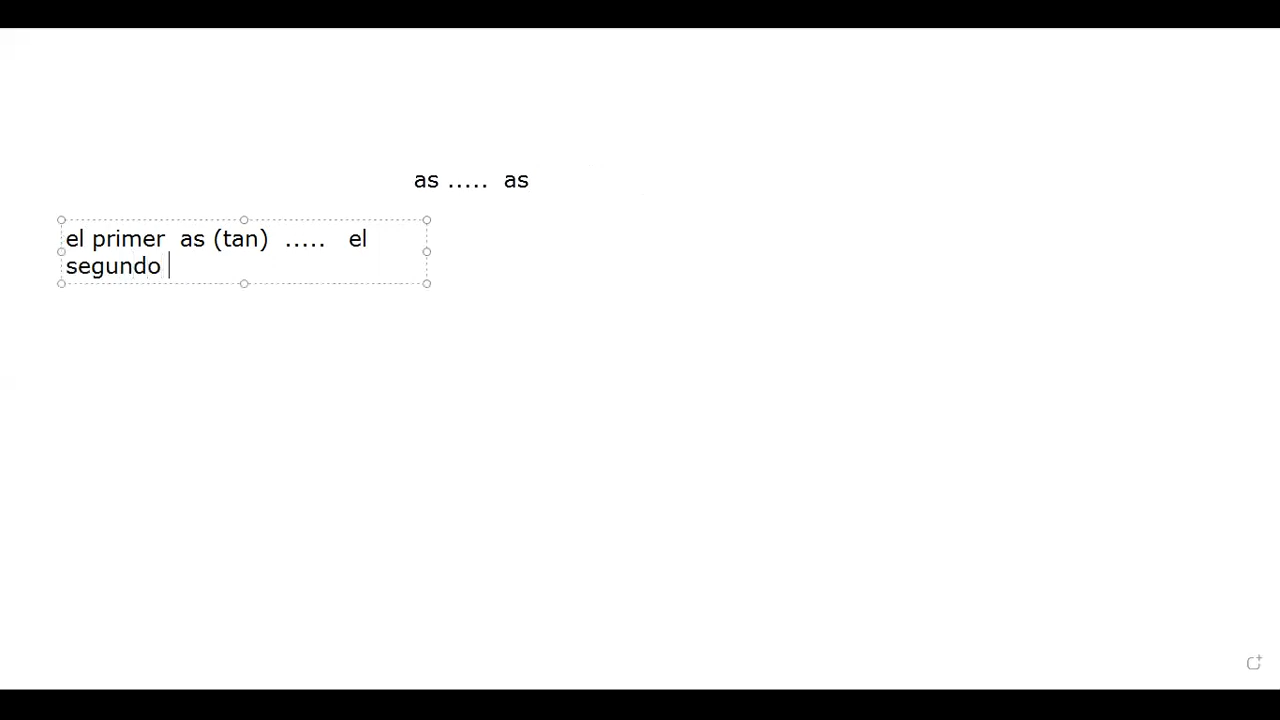 as ..... as
el primer as (tan) ..... el
segundo